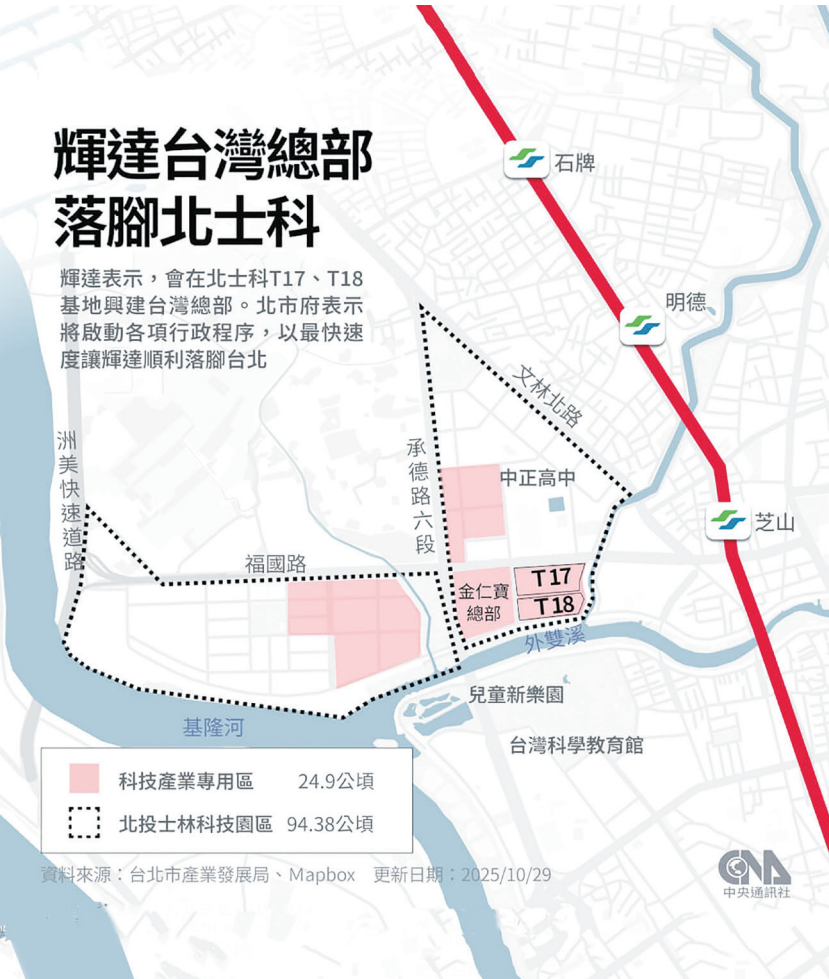 輝達台灣總部
落腳北士科
輝達表示，會在北士科T17、T18
基地興建台灣總部。北市府表示
將啟動各項行政程序，以最快速
度讓輝達順利落腳台北
石牌
明德
文林北路
洲美快速道路
承德路六段
中正高中
芝山
福國路
金仁寶
總部
T17
T18
外雙溪
兒童新樂園
基隆河
台灣科學教育館
科技產業專用區 24.9公頃
北投士林科技園區 94.38公頃
資料來源：台北市產業發展局、Mapbox 更新日期：2025/10/29
CNA
中央通訊社